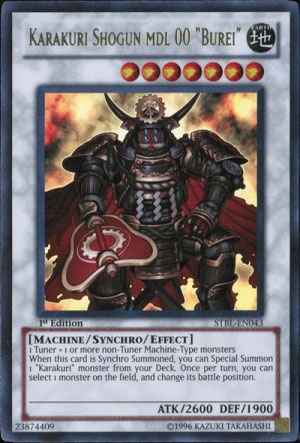 KARAKURI SHOGUN MDL 00 "BUREI"
EARTH
地
1st Edition
STBL-EN043
[MACHINE/SYNCHRO/EFFECT]
1 Tuner + 1 or more non-Tuner Machine-Type monsters
When this card is Synchro Summoned, you can Special Summon
1 "Karakuri" monster from your Deck. Once per turn, you can
select 1 monster on the field, and change its battle position.
ATK/2600 DEF/1900
23874409
©1996 KAZUKI TAKAHASHI